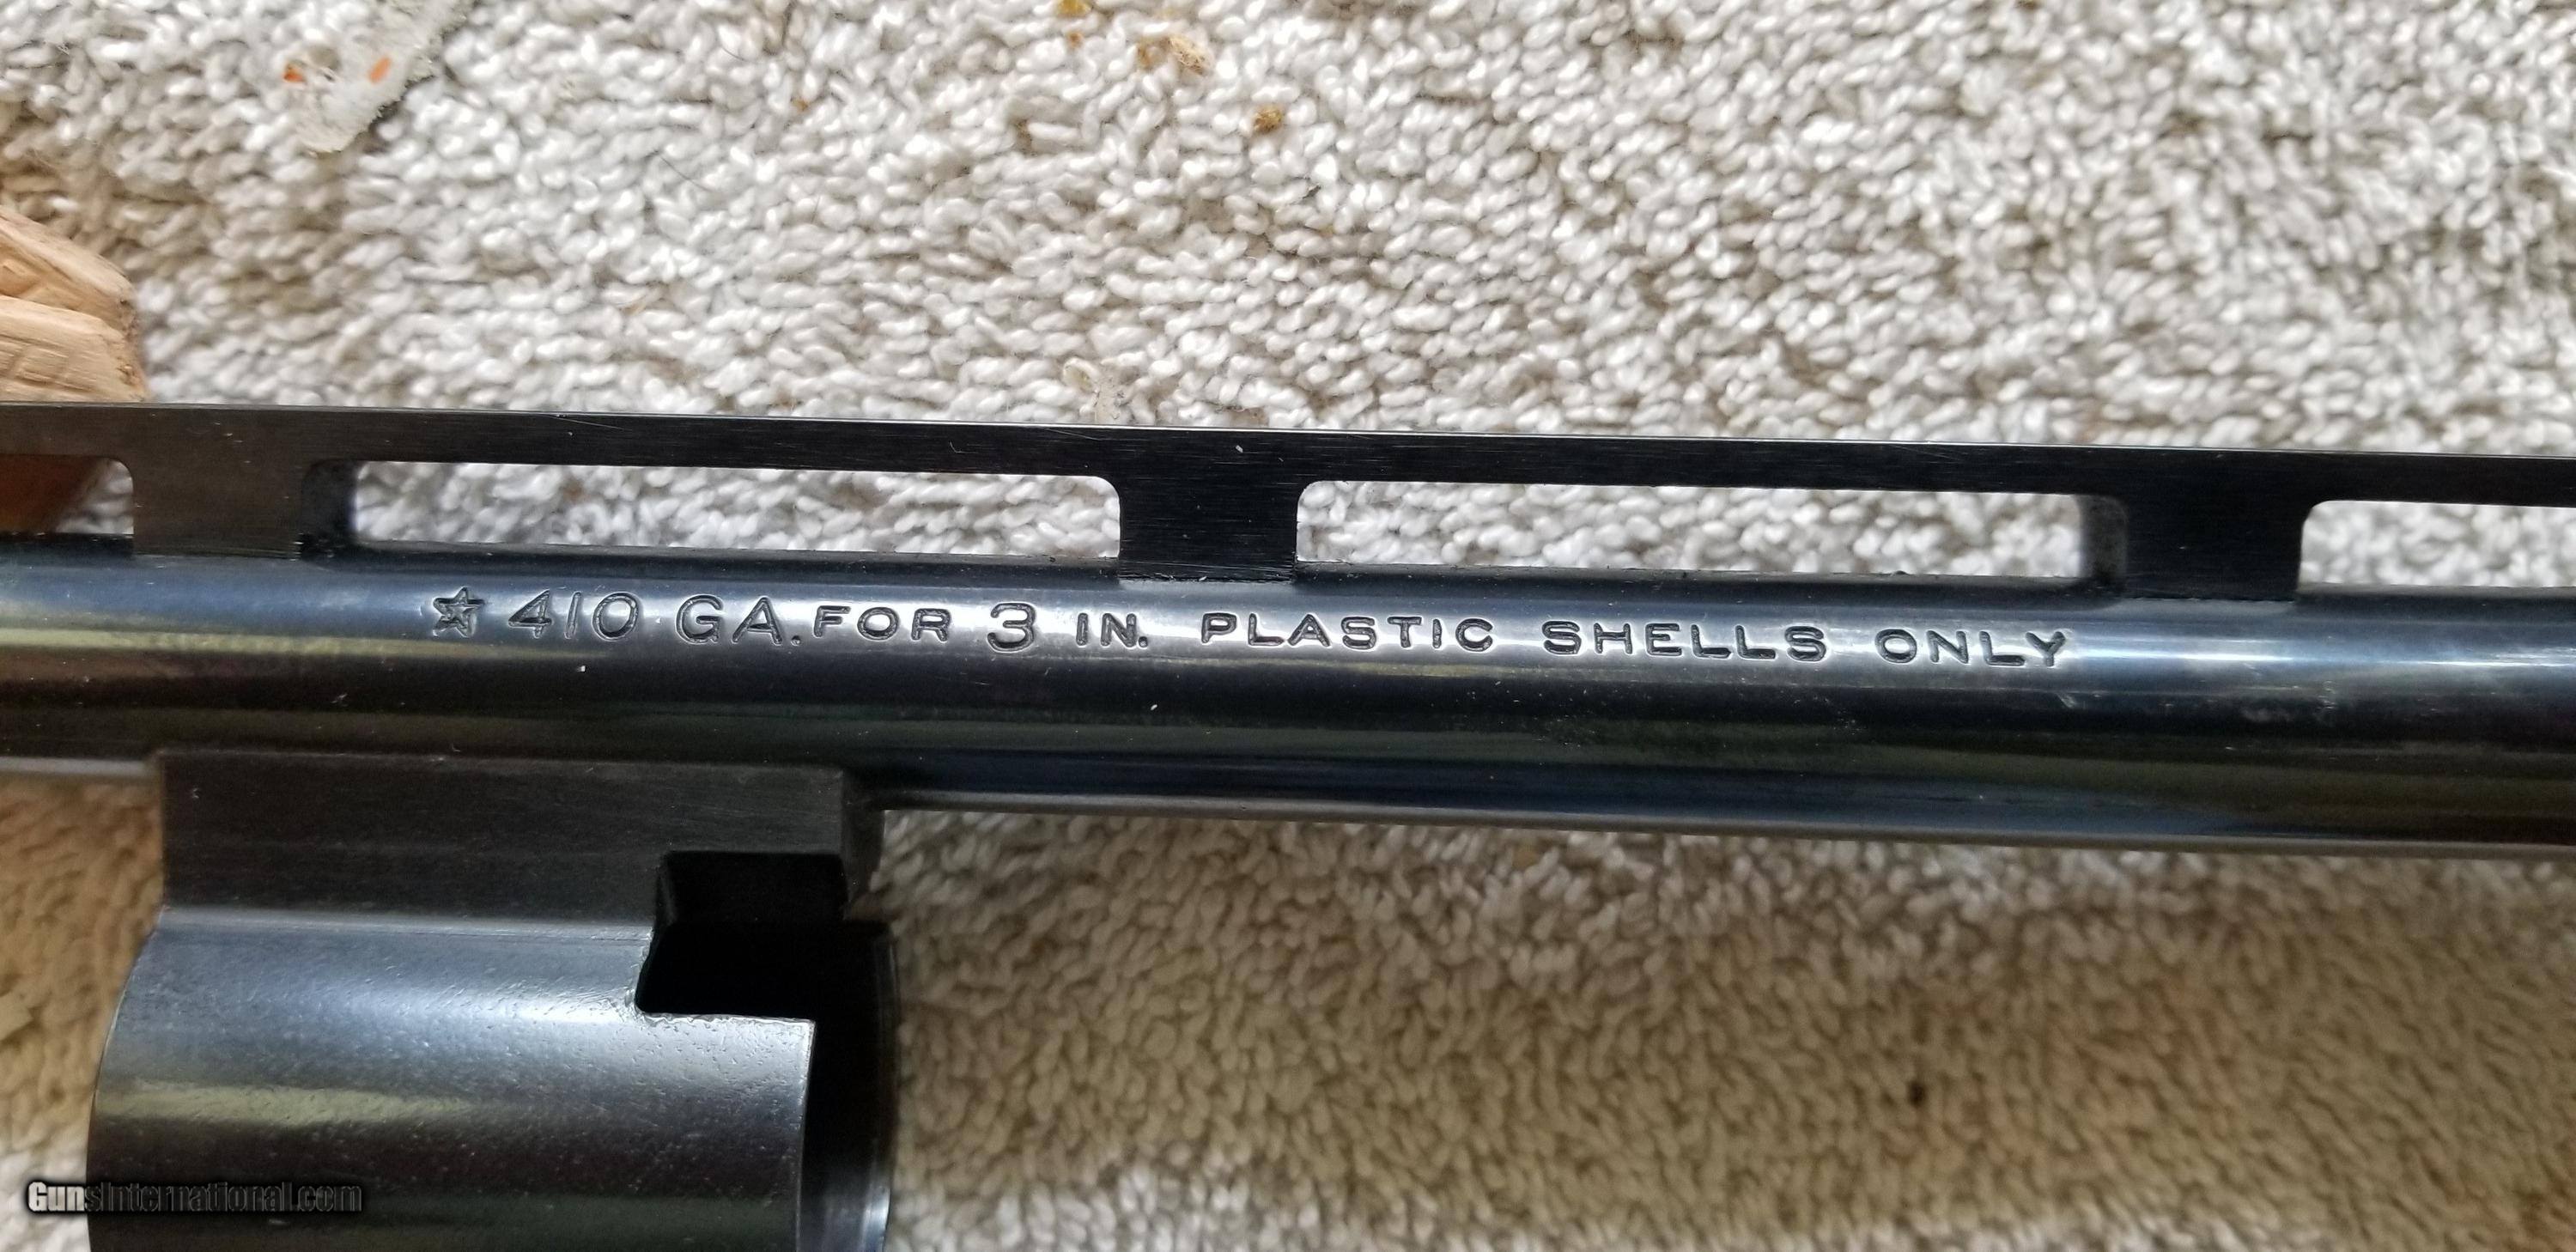 ☆ 410 GA. FOR 3 IN. PLASTIC SHELLS ONLY
GunsInternational.com